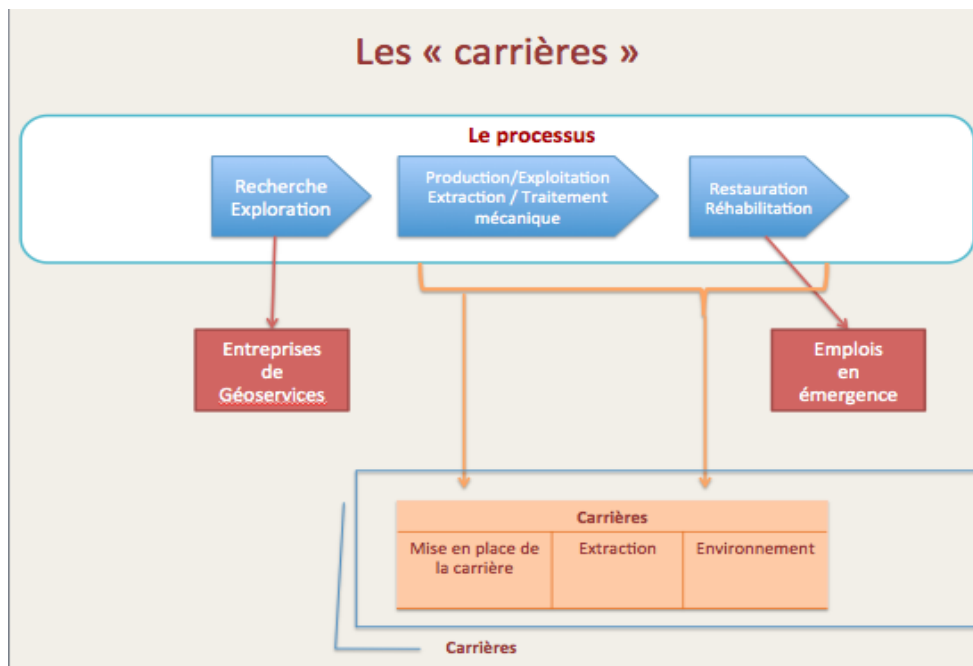 Les « carrières »
Le processus
Recherche
Exploration
Production/Exploitation
Extraction / Traitement
mécanique
Restauration
Réhabilitation
Entreprises
de
Géoservices
Emplois
en
émergence
Carrières
Mise en place de
la carrière
Extraction
Environnement
Carrières